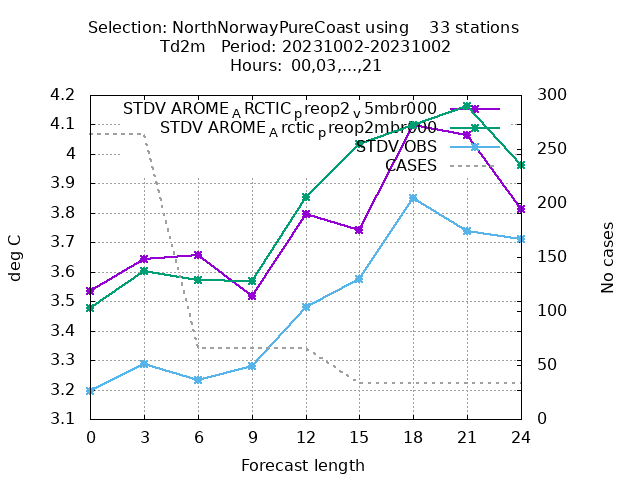 Selection: NorthNorwayPureCoast using 33 stations
Td2m Period: 20231002-20231002
Hours: 00,03,...,21
4.2
4.1
4
3.9
3.8
3.7
3.6
3.5
3.4
3.3
3.2
3.1
deg C
STDV AROME_ARCTIC_preop2_v5mbr000
STDV AROME_Arctic_preop2mbr000
STDV OBS
CASES
300
250
200
150
100
50
0
No cases
0 3 6 9 12 15 18 21 24
Forecast length